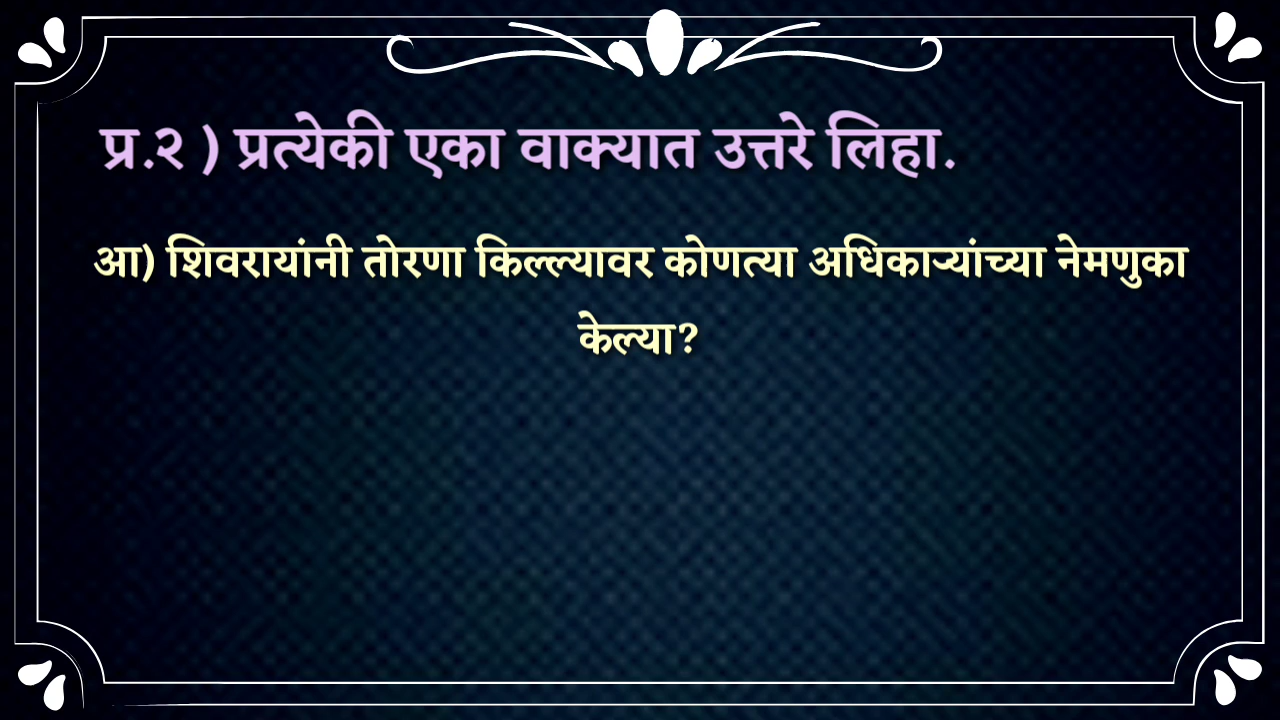 प्र.२ ) प्रत्येकी एका वाक्यात उत्तरे लिहा.
आ) शिवरायांनी तोरणा किल्ल्यावर कोणत्या अधिकाऱ्यांच्या नेमणुका
केल्या?